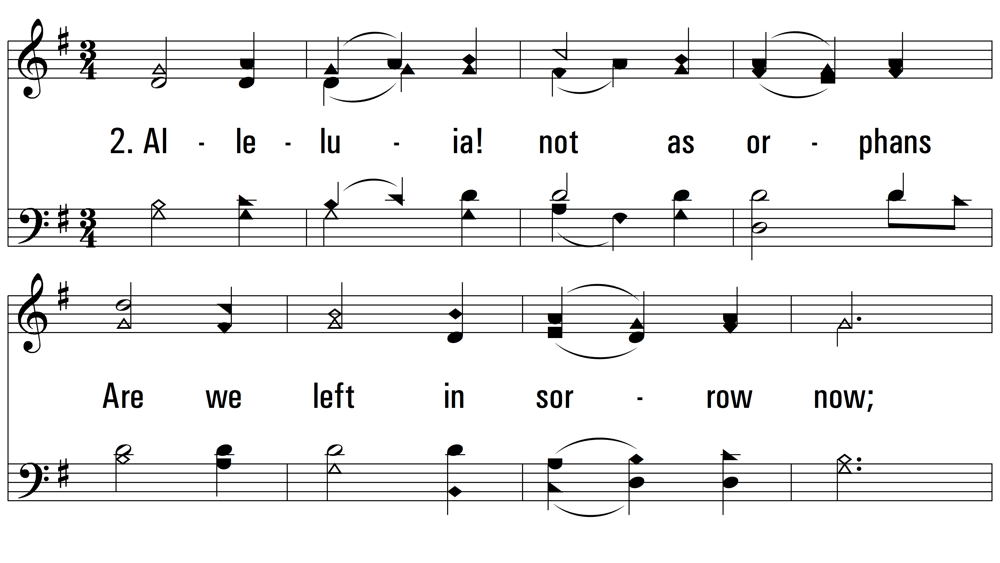 2. Al - le - lu - ia! not as or - phans
Are we left in sor - row now;